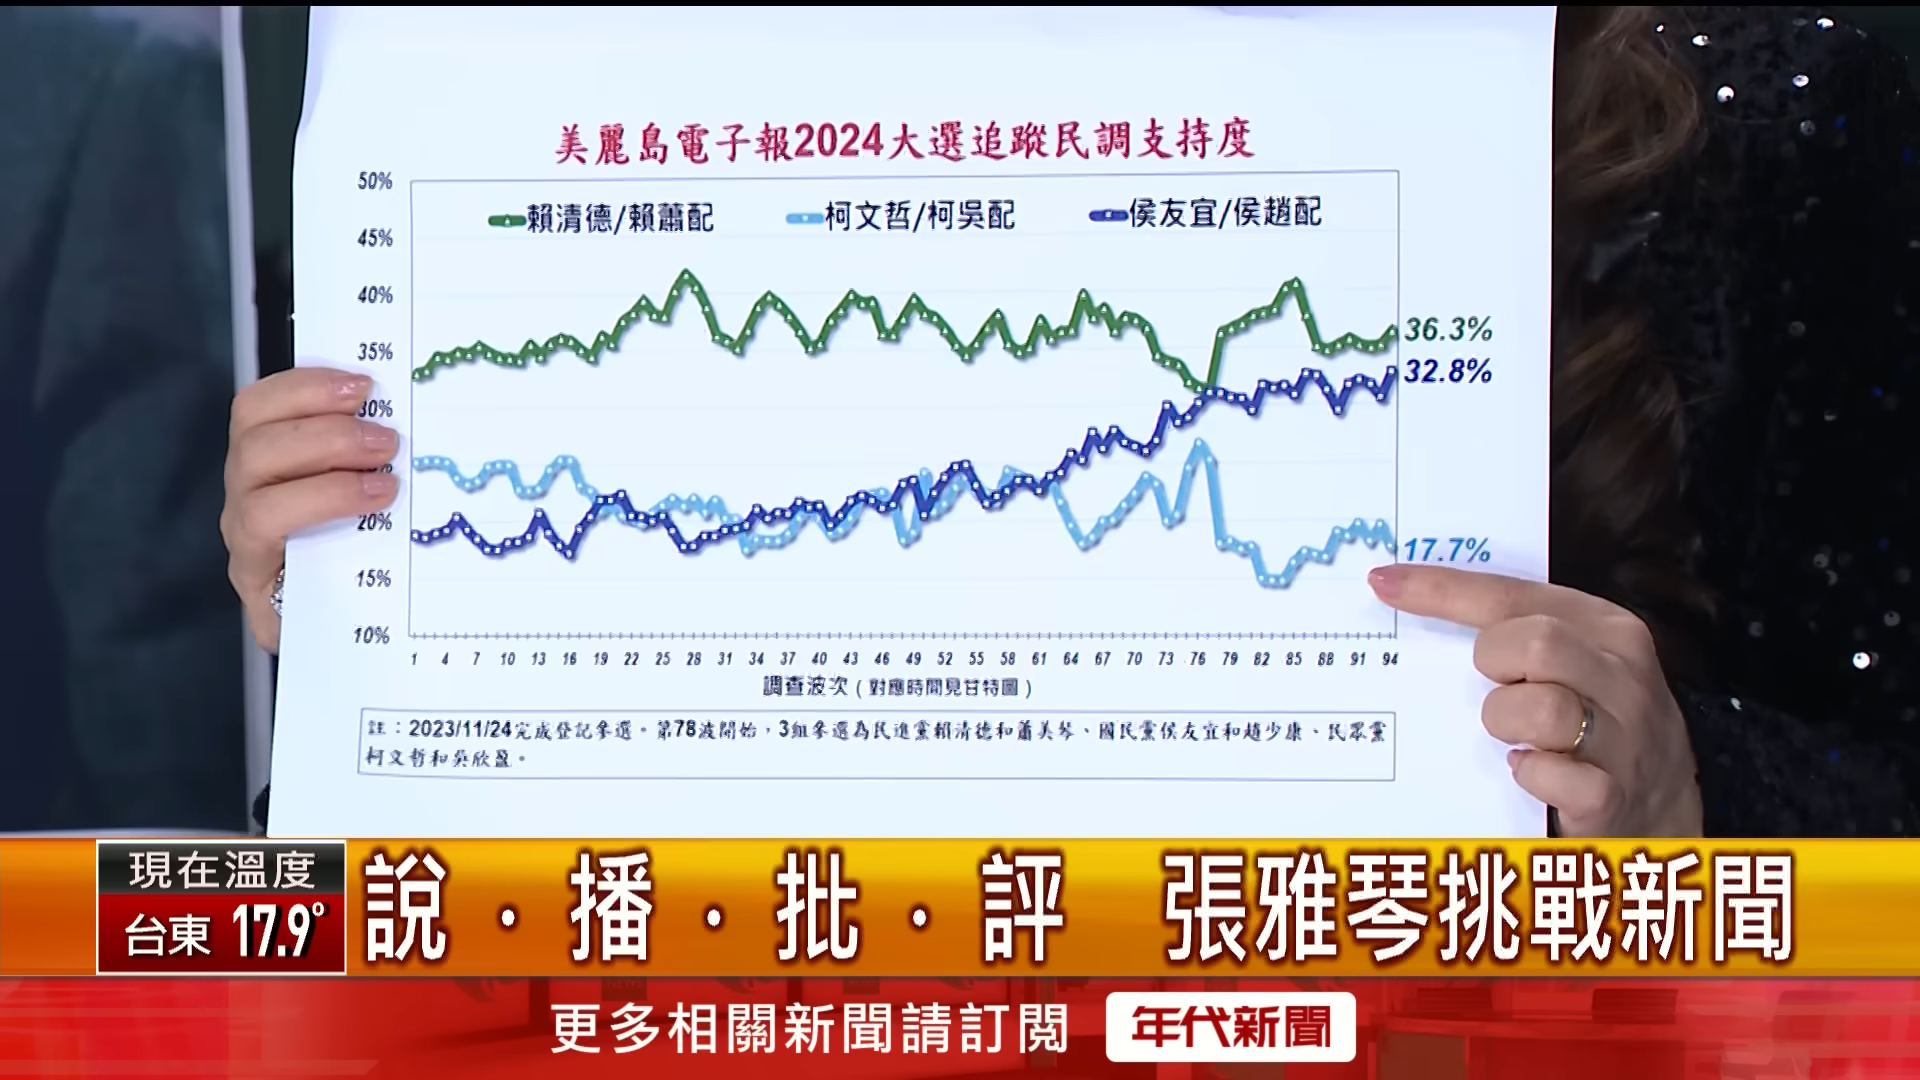 美麗島電子報2024大選追蹤民調支持度
50%
賴清德/賴蕭配 柯文哲/柯吳配 侯友宜/侯趙配
45%
40%
36.3%
35%
32.8%
30%
20%
17.7%
15%
10%
1 4 7 10 13 16 19 22 25 28 31 34 37 40 43 46 49 52 55 58 61 64 67 70 73 76 79 82 85 88 91 94
調查波次(對應時間見甘特圖)
註:2023/11/24完成登記參選。第78波開始,3組參選為民進黨賴清德和蕭美琴、國民黨侯友宜和趙少康、民眾黨
柯文哲和吳欣盈。
現在溫度
台東 17.9°
說·播·批·評 張雅琴挑戰新聞
更多相關新聞請訂閱 年代新聞